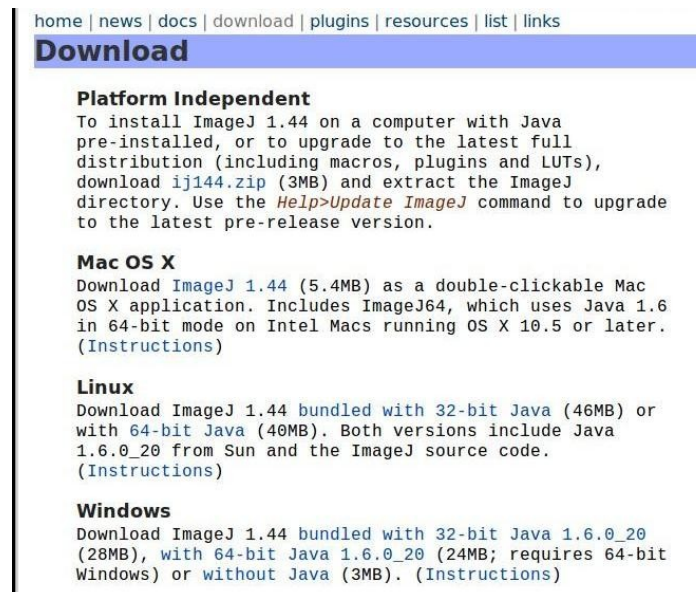 home | news | docs | download | plugins | resources | list | links
Download
Platform Independent
To install ImageJ 1.44 on a computer with Java
pre-installed, or to upgrade to the latest full
distribution (including macros, plugins and LUTs),
download ij144.zip (3MB) and extract the ImageJ
directory. Use the Help>Update ImageJ command to upgrade
to the latest pre-release version.
Mac OS X
Download ImageJ 1.44 (5.4MB) as a double-clickable Mac
OS X application. Includes ImageJ64, which uses Java 1.6
in 64-bit mode on Intel Macs running OS X 10.5 or later.
(Instructions)
Linux
Download ImageJ 1.44 bundled with 32-bit Java (46MB) or
with 64-bit Java (40MB). Both versions include Java
1.6.0_20 from Sun and the ImageJ source code.
(Instructions)
Windows
Download ImageJ 1.44 bundled with 32-bit Java 1.6.0_20
(28MB), with 64-bit Java 1.6.0_20 (24MB; requires 64-bit
Windows) or without Java (3MB). (Instructions)